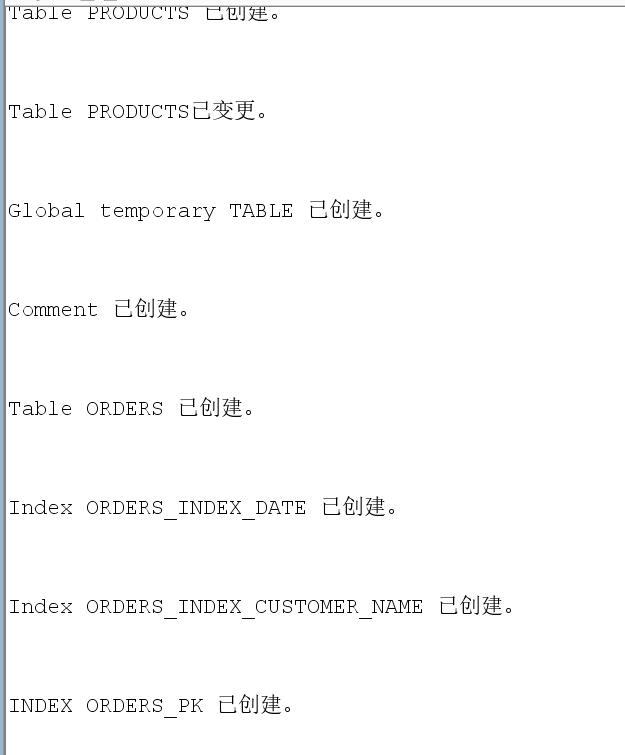 Table PRODUCTS 已创建。
Table PRODUCTS已变更。
Global temporary TABLE 已创建。
Comment 已创建。
Table ORDERS 已创建。
Index ORDERS_INDEX_DATE 已创建。
Index ORDERS_INDEX_CUSTOMER_NAME 已创建。
INDEX ORDERS_PK 已创建。